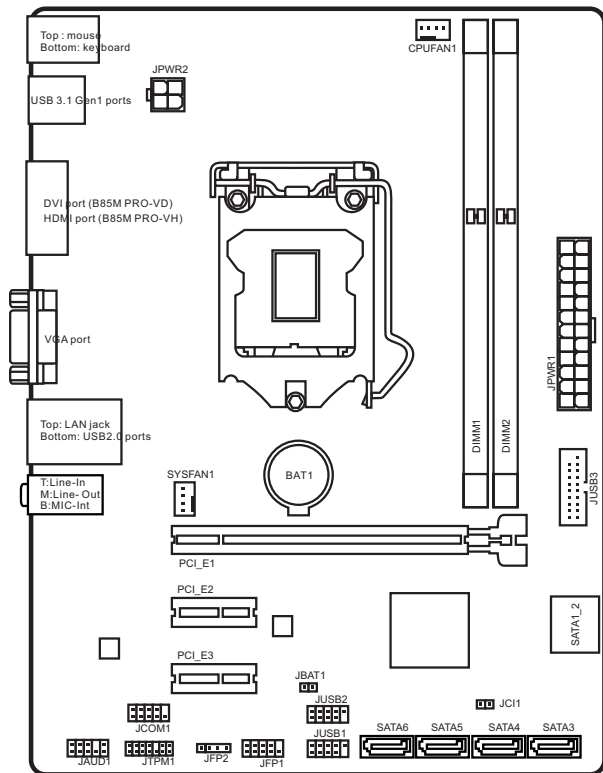 Top : mouse
Bottom: keyboard
CPUFAN1
JPWR2
USB 3.1 Gen1 ports
DVI port (B85M PRO-VD)
HDMI port (B85M PRO-VH)
VGA port
JPWR1
Top: LAN jack
Bottom: USB2.0 ports
DIMM1
DIMM2
T:Line-In
M:Line- Out
B:MIC-Int
SYSFAN1
BAT1
JUSB3
PCI_E1
PCI_E2
SATA1_2
PCI_E3
JBAT1
JUSB2
JCI1
JCOM1
JUSB1
SATA6
SATA5
SATA4
SATA3
JAUD1
JTPM1
JFP2
JFP1